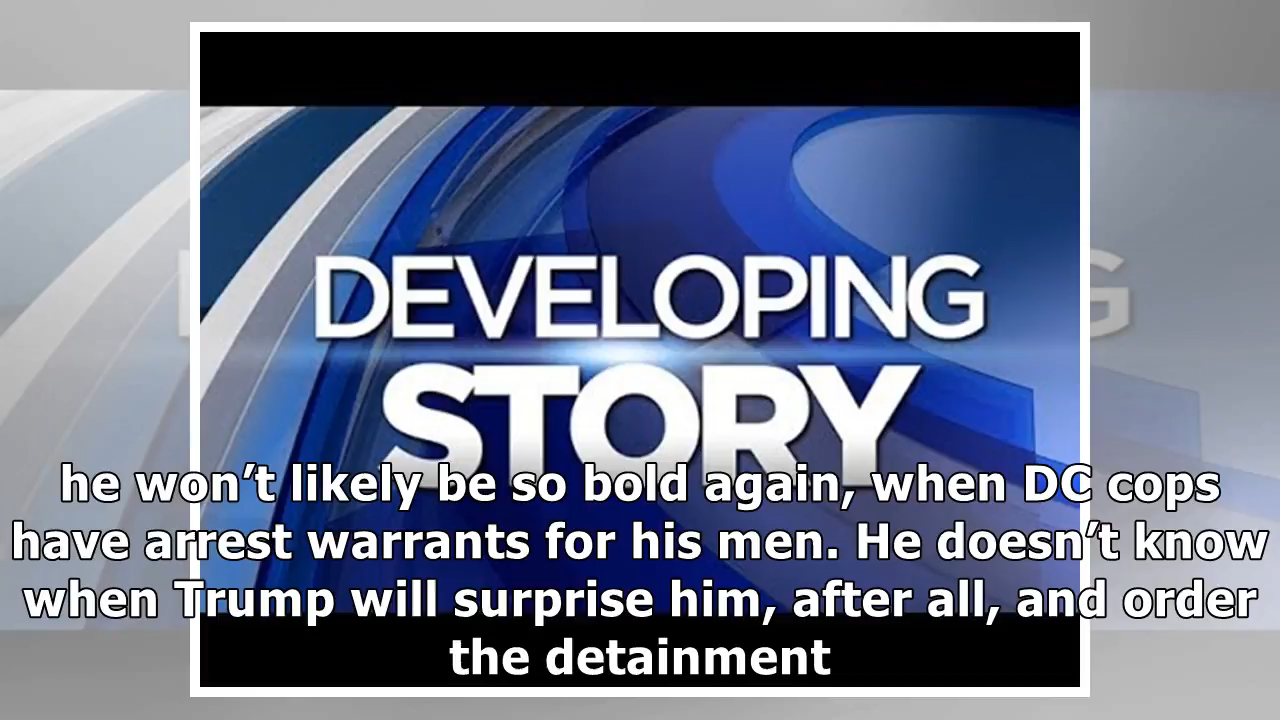 DEVELOPING
STORY
he won’t likely be so bold again, when DC cops
have arrest warrants for his men. He doesn’t know
when Trump will surprise him, after all, and order
the detainment